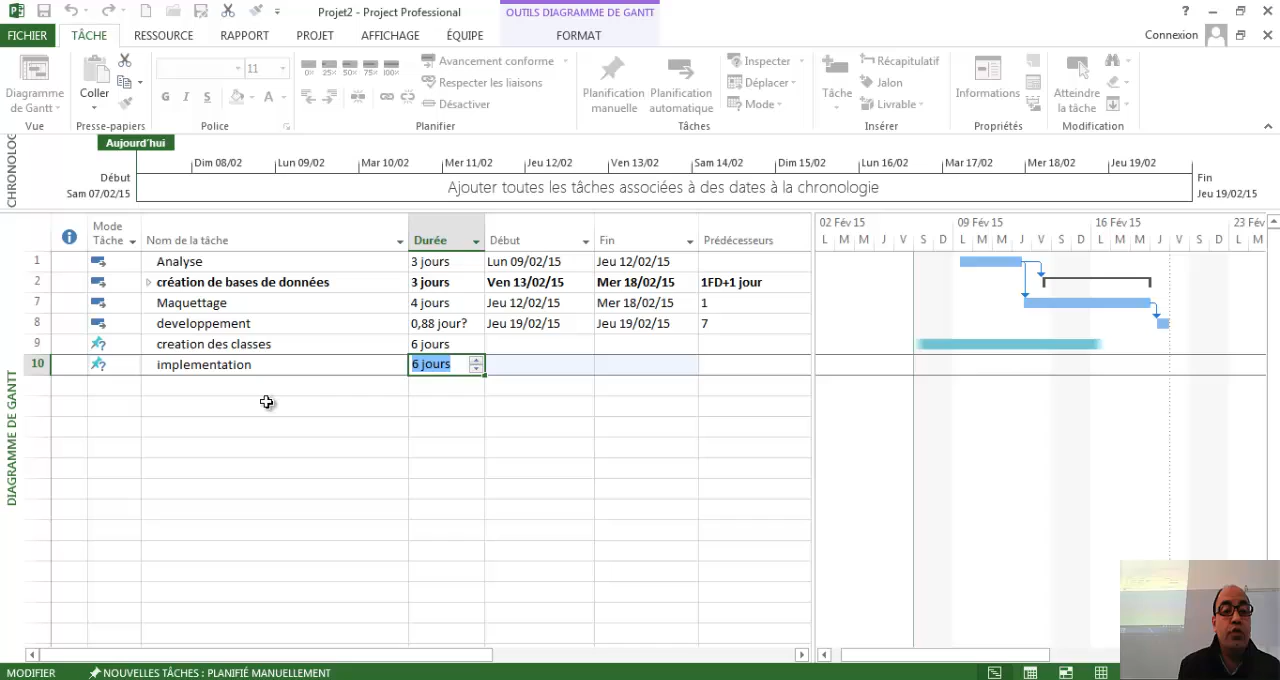 Projet2 - Project Professional
OUTILS DIAGRAMME DE GANTT
FICHIER TÂCHE RESSOURCE RAPPORT PROJET AFFICHAGE ÉQUIPE FORMAT Connexion
Diagramme de Gantt
Vue
Coller
Presse-papiers
11
G I S A
Police
0% 25% 50% 75% 100%
Avancement conforme
Respecter les liaisons
Désactiver
Planifier
Planification manuelle
Planification automatique
Inspecter
Déplacer
Mode
Tâches
Tâche
Récapitulatif
Jalon
Livrable
Insérer
Informations
Propriétés
Atteindre la tâche
Modification
CHRONOLOG
Aujourd'hui
Début
Sam 07/02/15
Dim 08/02 Lun 09/02 Mar 10/02 Mer 11/02 Jeu 12/02 Ven 13/02 Sam 14/02 Dim 15/02 Lun 16/02 Mar 17/02 Mer 18/02 Jeu 19/02
Ajouter toutes les tâches associées à des dates à la chronologie
Fin
Jeu 19/02/15
DIAGRAMME DE GANTT
Mode Tâche Nom de la tâche Durée Début Fin Prédécesseurs
02 Fév 15 09 Fév 15 16 Fév 15 23 Fév
L M M J V S D L M M J V S D L M M J V S D L M
1 Analyse 3 jours Lun 09/02/15 Jeu 12/02/15
2 création de bases de données 3 jours Ven 13/02/15 Mer 18/02/15 1FD+1 jour
7 Maquettage 4 jours Jeu 12/02/15 Mer 18/02/15 1
8 developpement 0,88 jour? Jeu 19/02/15 Jeu 19/02/15 7
9 creation des classes 6 jours
10 implementation 6 jours
MODIFIER NOUVELLES TÂCHES : PLANIFIÉ MANUELLEMENT